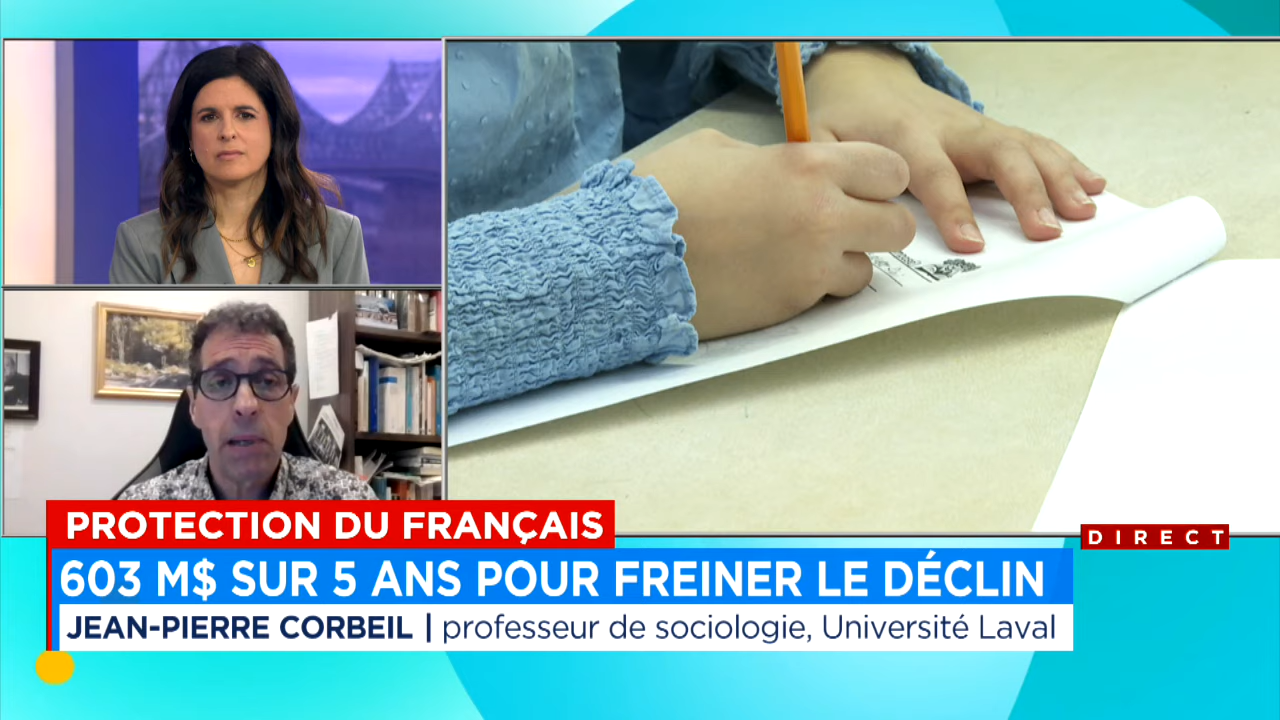 PROTECTION DU FRANÇAIS
DIRECT
603 M$ SUR 5 ANS POUR FREINER LE DÉCLIN
JEAN-PIERRE CORBEIL | professeur de sociologie, Université Laval